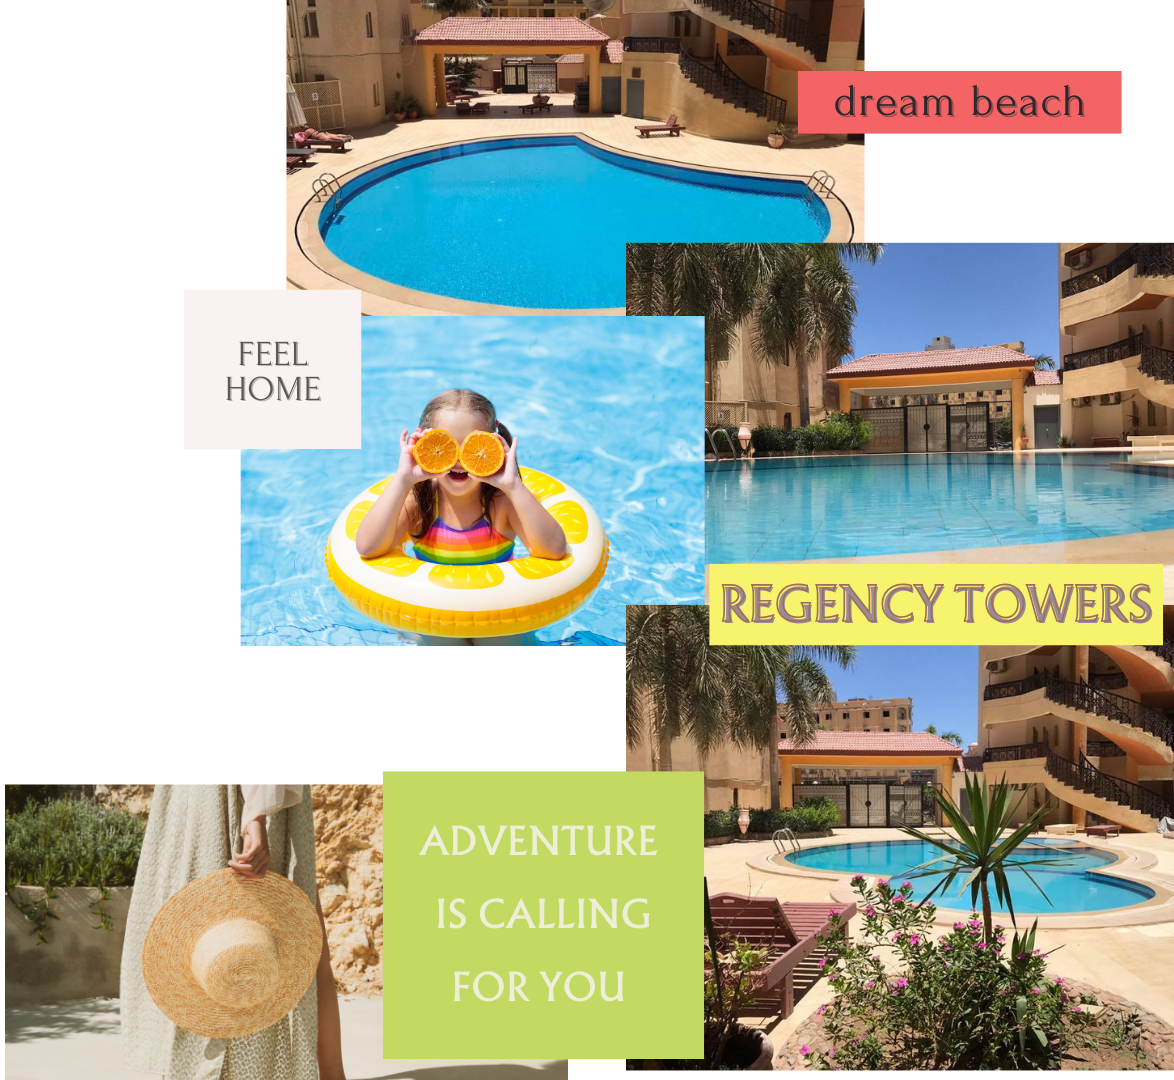 dream beach
FEEL
HOME
REGENCY TOWERS
ADVENTURE
IS CALLING
FOR YOU